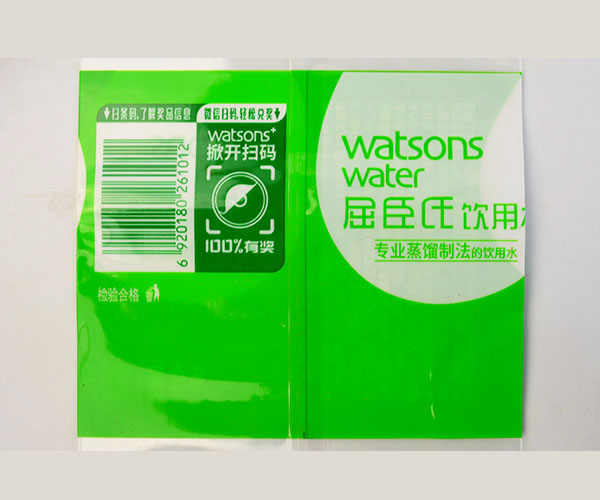 扫条码,了解奖品信息
微信扫码,轻松兑奖
watsons+
掀开扫码
100%有奖
6 920180 261012
检验合格
watsons
water
屈臣氏 饮用水
专业蒸馏制法的饮用水